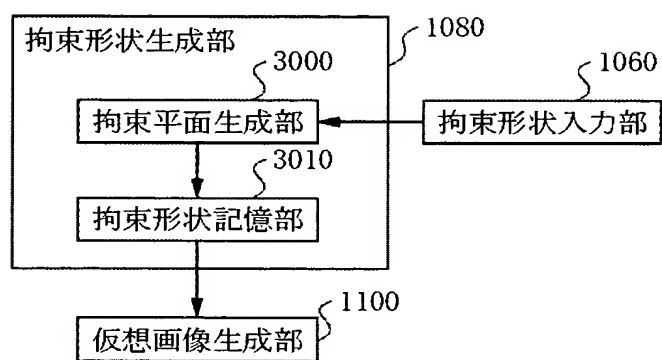 拘束形状生成部
1080
3000
1060
拘束平面生成部
拘束形状入力部
3010
拘束形状記憶部
1100
仮想画像生成部